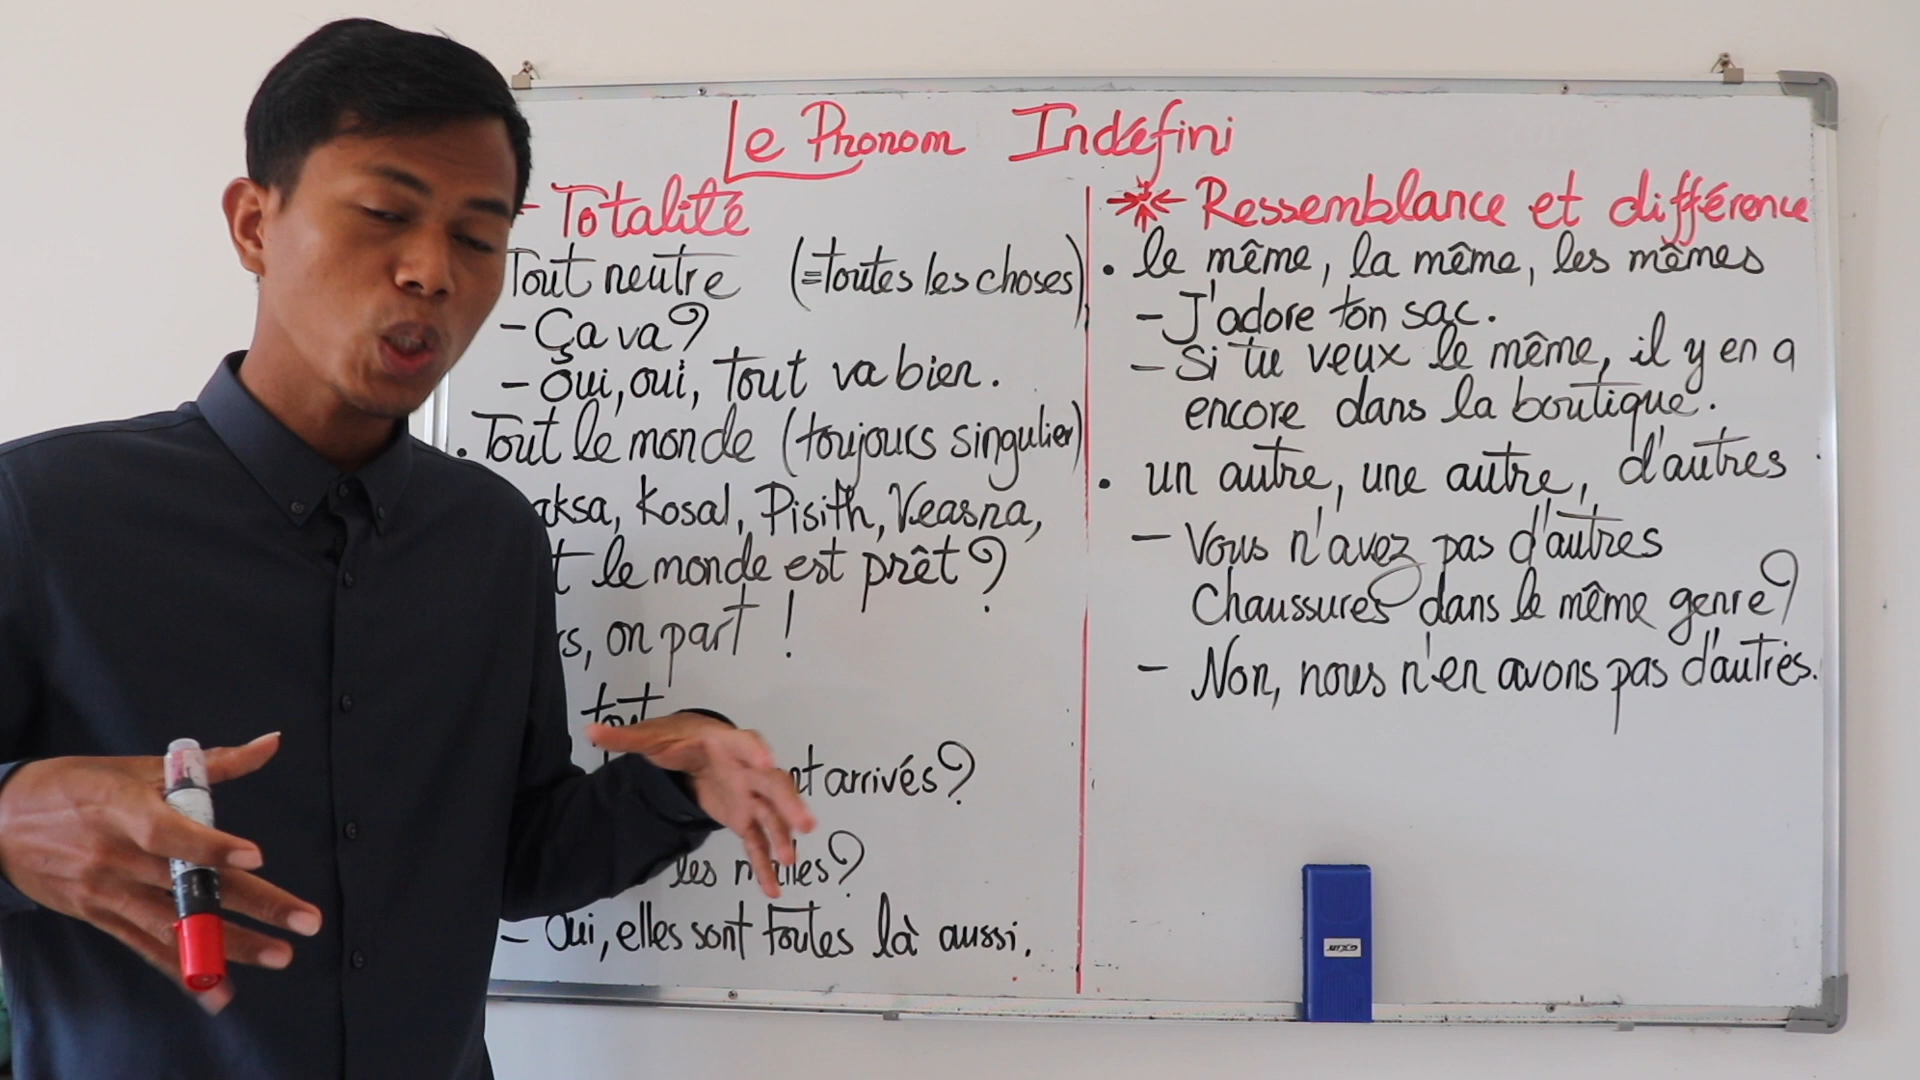 Le Pronom Indéfini
- Totalité
Tout neutre (=toutes les choses)
- Ça va?
- Oui, oui, tout va bien.
• Tout le monde (toujours singulier)
Kosal, Pisith, Veasna,
le monde est prêt?
on part !
tout
arrivés?
les
- Oui, elles sont toutes là aussi.
- Ressemblance et différence
• le même, la même, les mêmes
- J'adore ton sac.
- Si tu veux le même, il y en a
encore dans la boutique.
• un autre, une autre, d'autres
- Vous n'avez pas d'autres
Chaussures dans le même genre?
- Non, nous n'en avons pas d'autres.